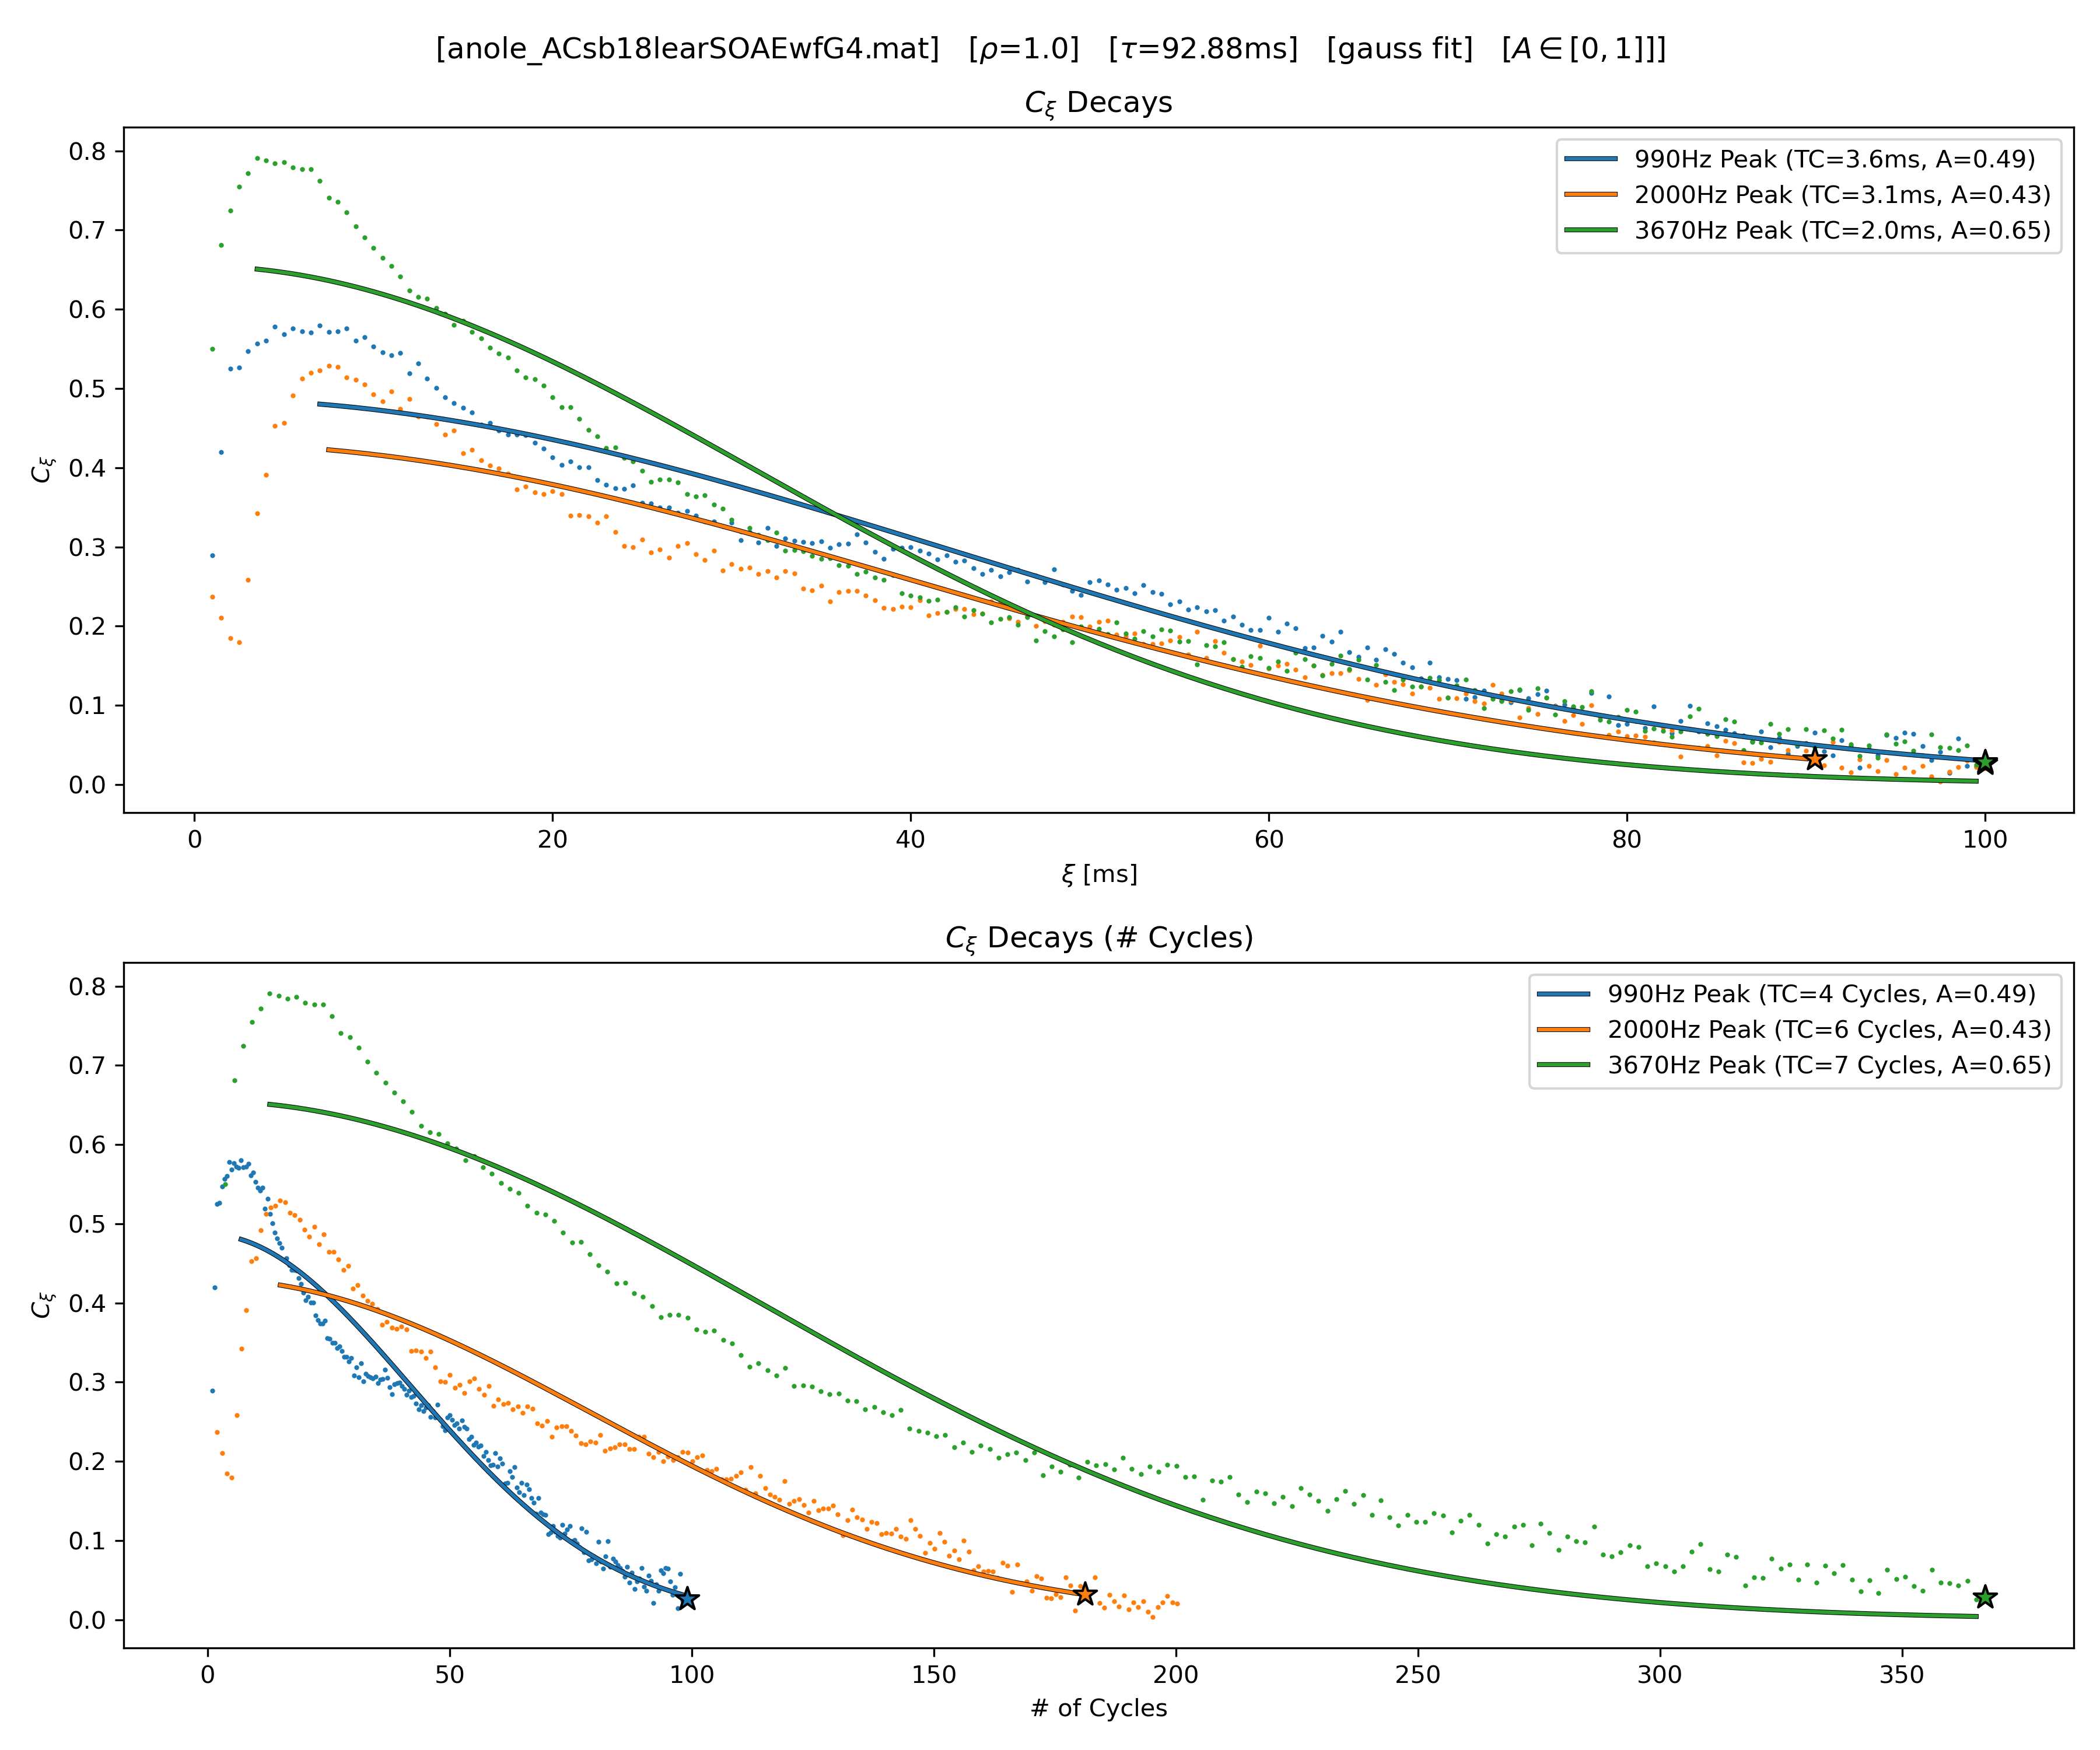 [anole_ACsb18learSOAEwfG4.mat] [ρ=1.0] [τ=92.88ms] [gauss fit] [A ∈ [0, 1]]]
C_ξ Decays
0.8
0.7
0.6
0.5
0.4
0.3
0.2
0.1
0.0
C_ξ
990Hz Peak (TC=3.6ms, A=0.49)
2000Hz Peak (TC=3.1ms, A=0.43)
3670Hz Peak (TC=2.0ms, A=0.65)
0 20 40 60 80 100
ξ [ms]
C_ξ Decays (# Cycles)
0.8
0.7
0.6
0.5
0.4
0.3
0.2
0.1
0.0
C_ξ
990Hz Peak (TC=4 Cycles, A=0.49)
2000Hz Peak (TC=6 Cycles, A=0.43)
3670Hz Peak (TC=7 Cycles, A=0.65)
0 50 100 150 200 250 300 350
# of Cycles